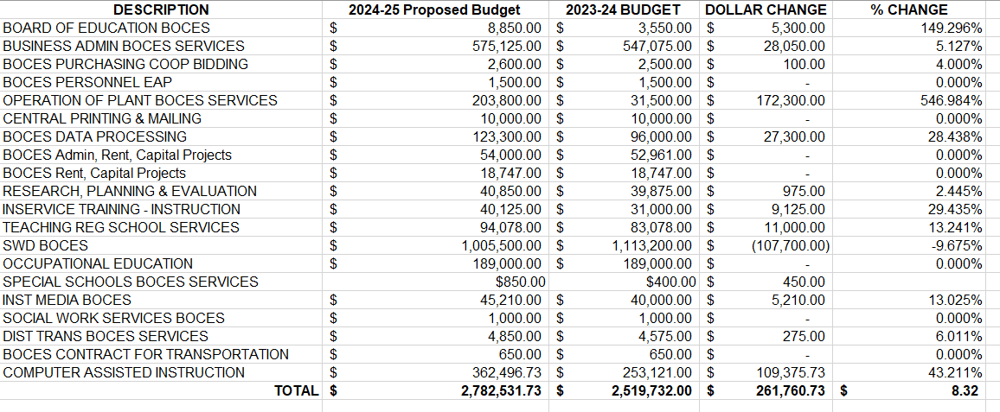 DESCRIPTION 2024-25 Proposed Budget 2023-24 BUDGET DOLLAR CHANGE % CHANGE
BOARD OF EDUCATION BOCES $ 8,850.00 $ 3,550.00 $ 5,300.00 149.296%
BUSINESS ADMIN BOCES SERVICES $ 575,125.00 $ 547,075.00 $ 28,050.00 5.127%
BOCES PURCHASING COOP BIDDING $ 2,600.00 $ 2,500.00 $ 100.00 4.000%
BOCES PERSONNEL EAP $ 1,500.00 $ 1,500.00 $ - 0.000%
OPERATION OF PLANT BOCES SERVICES $ 203,800.00 $ 31,500.00 $ 172,300.00 546.984%
CENTRAL PRINTING & MAILING $ 10,000.00 $ 10,000.00 $ - 0.000%
BOCES DATA PROCESSING $ 123,300.00 $ 96,000.00 $ 27,300.00 28.438%
BOCES Admin, Rent, Capital Projects $ 54,000.00 $ 52,961.00 $ - 0.000%
BOCES Rent, Capital Projects $ 18,747.00 $ 18,747.00 $ - 0.000%
RESEARCH, PLANNING & EVALUATION $ 40,850.00 $ 39,875.00 $ 975.00 2.445%
INSERVICE TRAINING - INSTRUCTION $ 40,125.00 $ 31,000.00 $ 9,125.00 29.435%
TEACHING REG SCHOOL SERVICES $ 94,078.00 $ 83,078.00 $ 11,000.00 13.241%
SWD BOCES $ 1,005,500.00 $ 1,113,200.00 $ (107,700.00) -9.675%
OCCUPATIONAL EDUCATION $ 189,000.00 $ 189,000.00 $ - 0.000%
SPECIAL SCHOOLS BOCES SERVICES $850.00 $400.00 $ 450.00
INST MEDIA BOCES $ 45,210.00 $ 40,000.00 $ 5,210.00 13.025%
SOCIAL WORK SERVICES BOCES $ 1,000.00 $ 1,000.00 $ - 0.000%
DIST TRANS BOCES SERVICES $ 4,850.00 $ 4,575.00 $ 275.00 6.011%
BOCES CONTRACT FOR TRANSPORTATION $ 650.00 $ 650.00 $ - 0.000%
COMPUTER ASSISTED INSTRUCTION $ 362,496.73 $ 253,121.00 $ 109,375.73 43.211%
TOTAL $ 2,782,531.73 $ 2,519,732.00 $ 261,760.73 $ 8.32